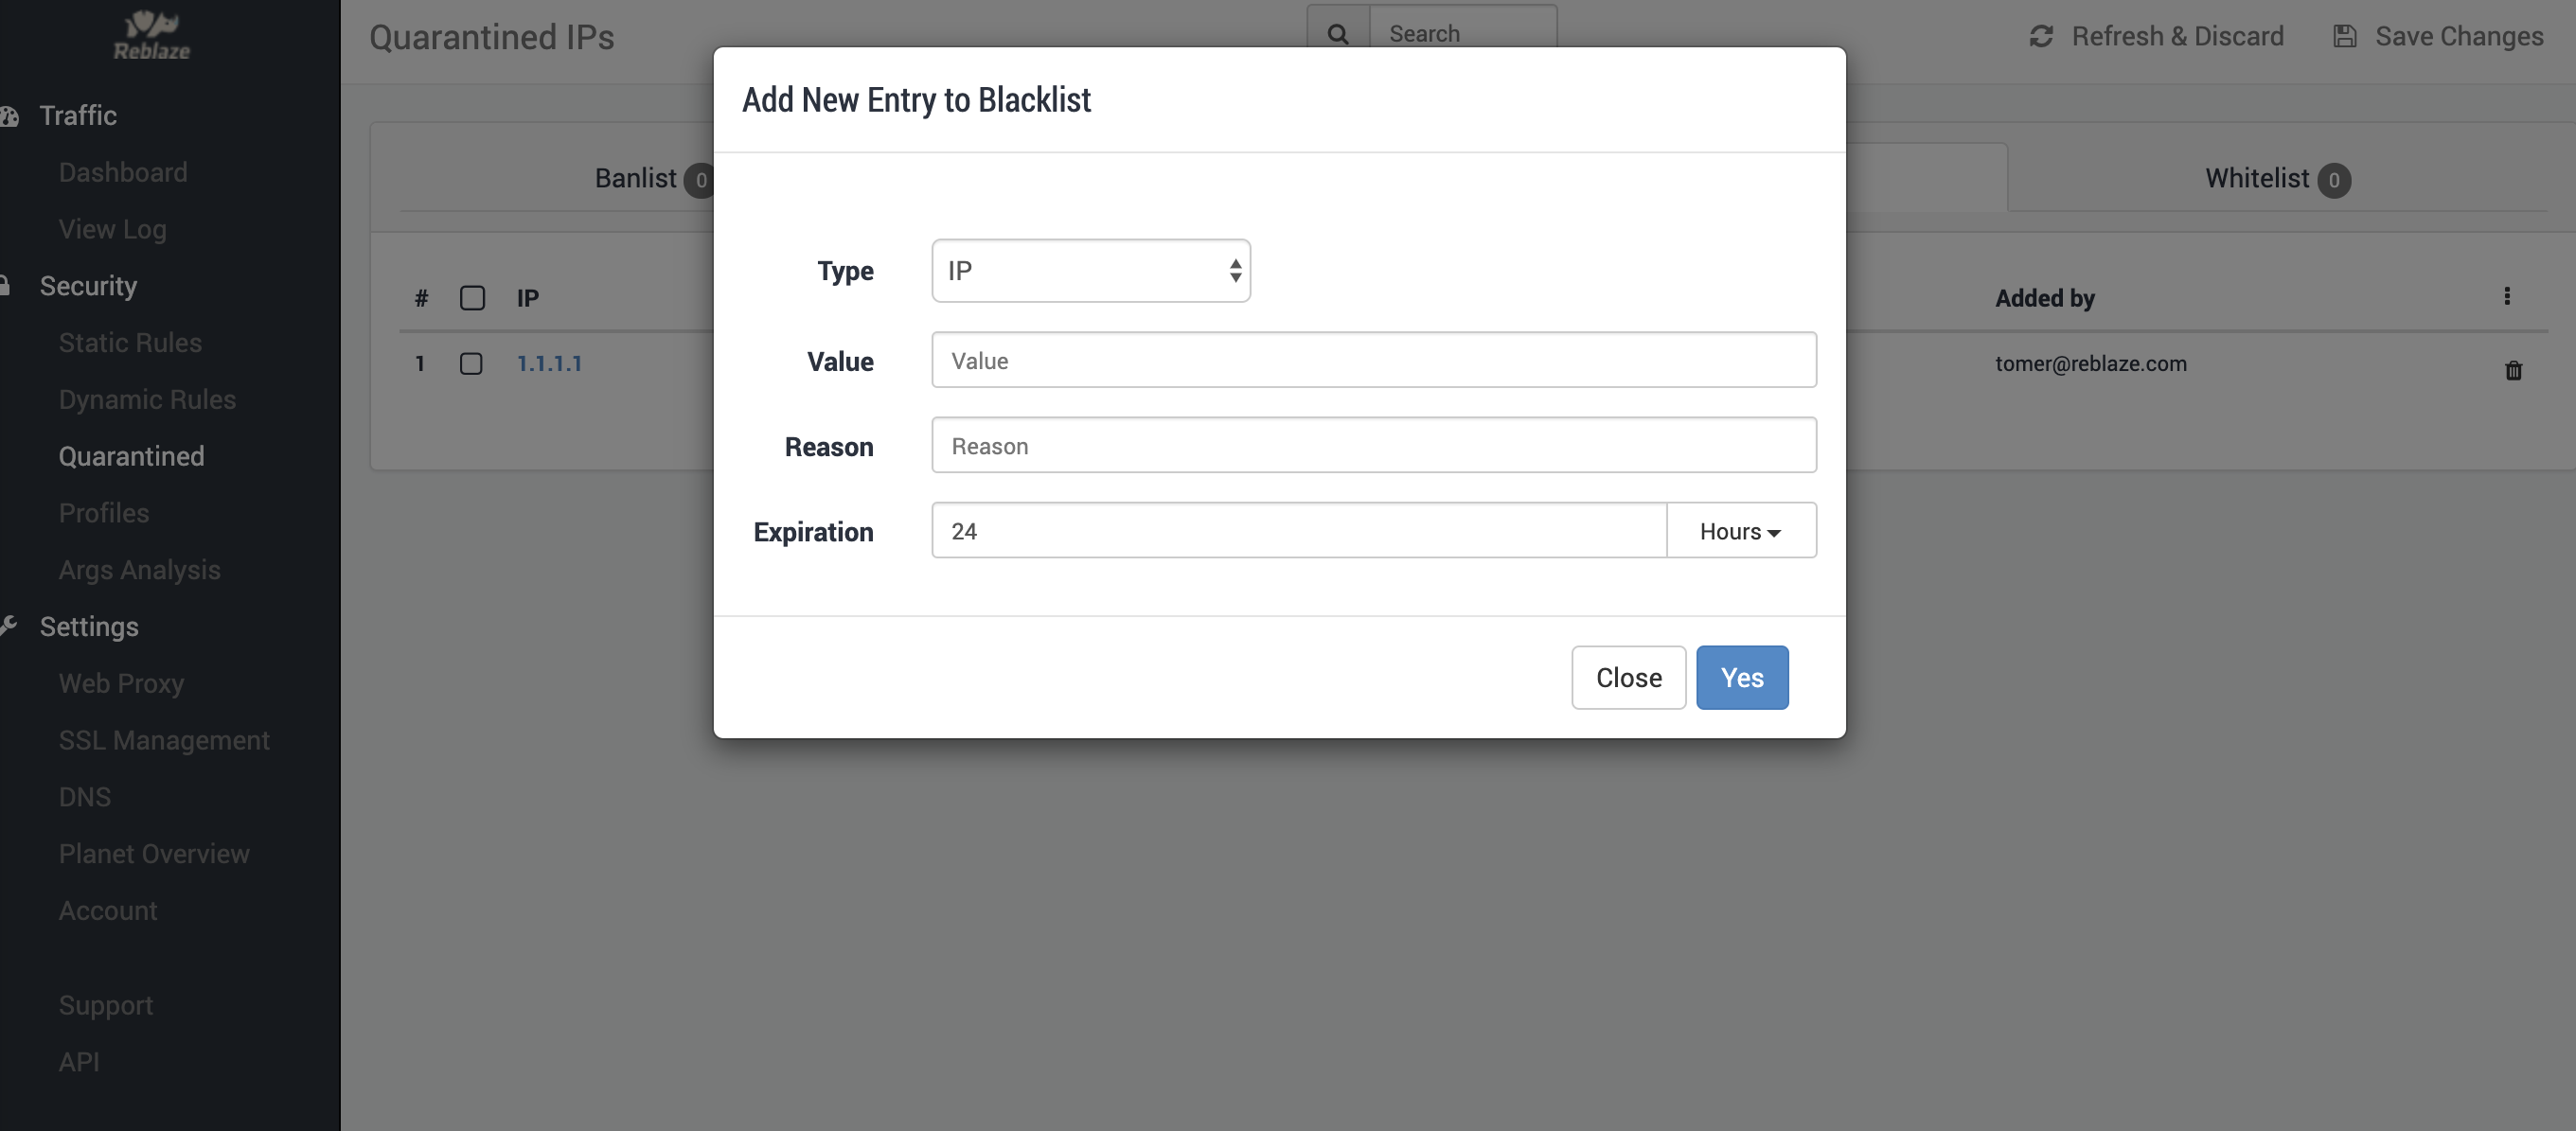 Reblaze
Traffic
Dashboard
View Log
Security
Static Rules
Dynamic Rules
Quarantined
Profiles
Args Analysis
Settings
Web Proxy
SSL Management
DNS
Planet Overview
Account
Support
API
Quarantined IPs
Search
Refresh & Discard
Save Changes
Banlist 0
Whitelist 0
# IP Added by
1 1.1.1.1 tomer@reblaze.com
Add New Entry to Blacklist
Type IP
Value Value
Reason Reason
Expiration 24 Hours
Close Yes